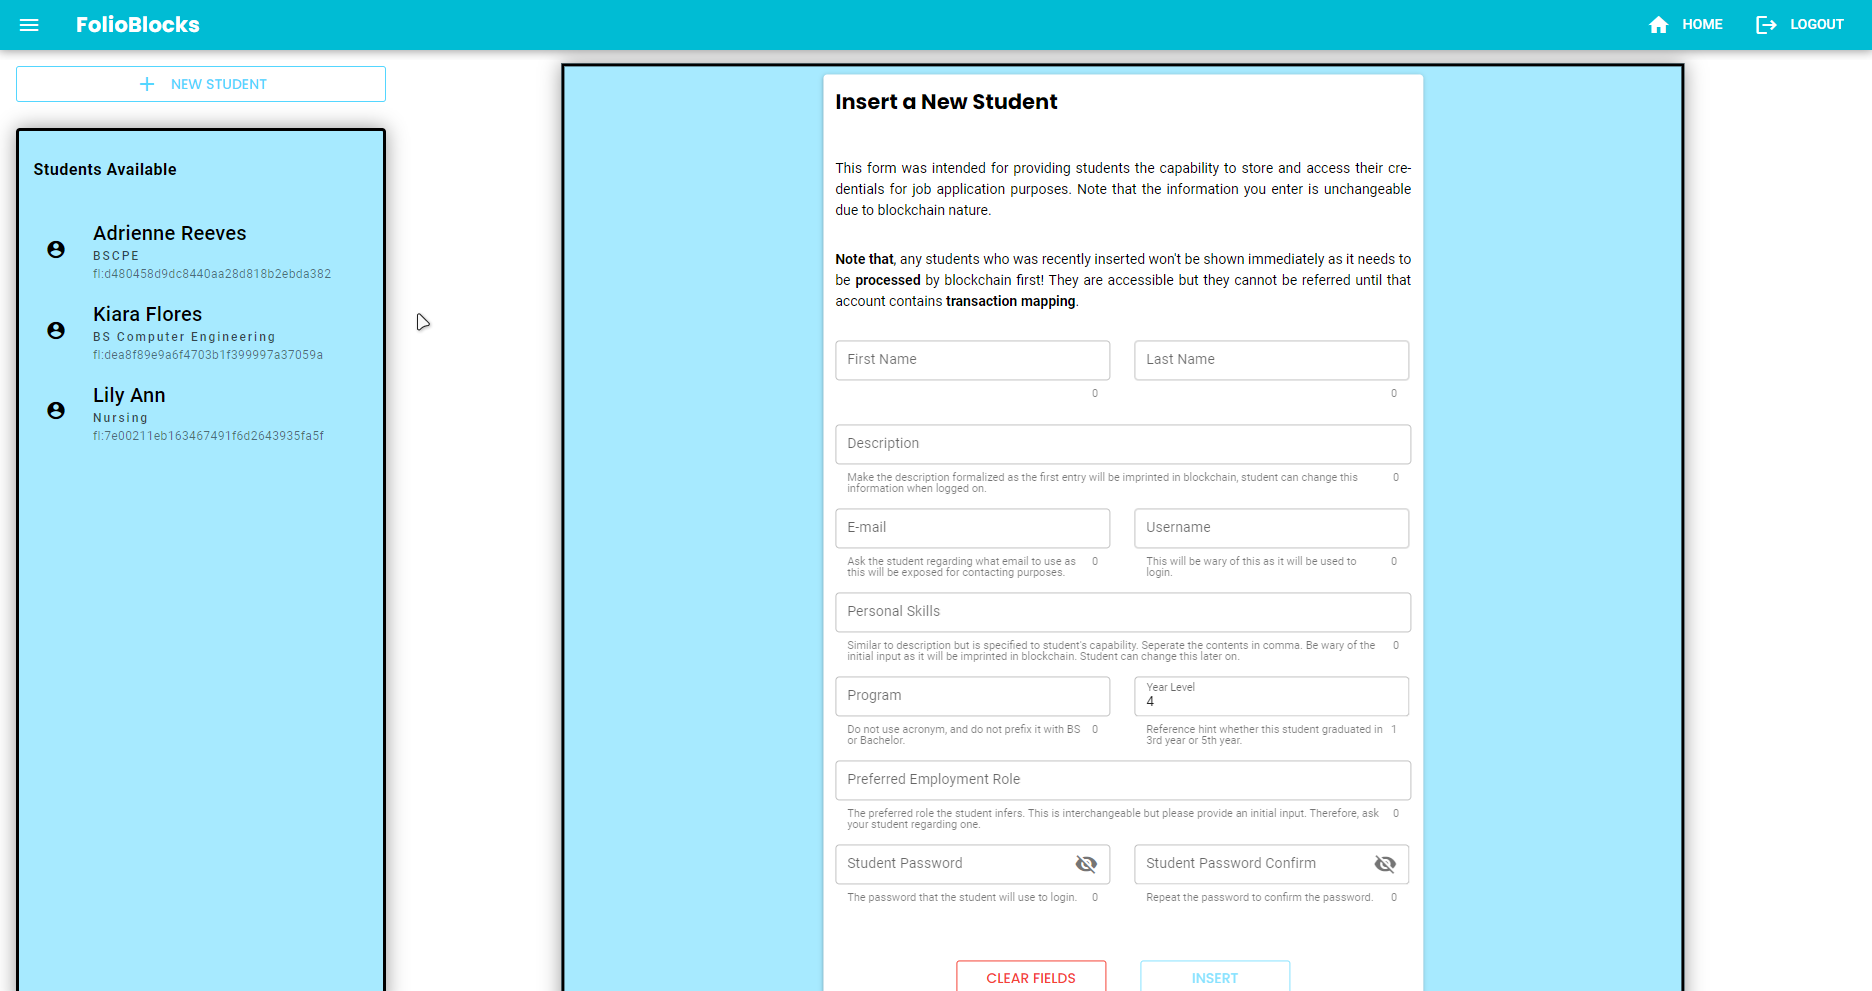 FolioBlocks
HOME
LOGOUT
NEW STUDENT
Students Available
Adrienne Reeves
BSCPE
fl:d480458d9dc8440aa28d818b2ebda382
Kiara Flores
BS Computer Engineering
fl:dea8f89e9a6f4703b1f399997a37059a
Lily Ann
Nursing
fl:7e00211eb163467491f6d2643935fa5f
Insert a New Student
This form was intended for providing students the capability to store and access their cre-
dentials for job application purposes. Note that the information you enter is unchangeable
due to blockchain nature.
Note that, any students who was recently inserted won't be shown immediately as it needs to
be processed by blockchain first! They are accessible but they cannot be referred until that
account contains transaction mapping.
First Name
Last Name
0
0
Description
Make the description formalized as the first entry will be imprinted in blockchain, student can change this
information when logged on.
0
E-mail
Username
Ask the student regarding what email to use as
this will be exposed for contacting purposes.
0
This will be wary of this as it will be used to
login.
0
Personal Skills
Similar to description but is specified to student's capability. Seperate the contents in comma. Be wary of the
initial input as it will be imprinted in blockchain. Student can change this later on.
0
Program
Year Level
4
Do not use acronym, and do not prefix it with BS
or Bachelor.
0
Reference hint whether this student graduated in
3rd year or 5th year.
1
Preferred Employment Role
The preferred role the student infers. This is interchangeable but please provide an initial input. Therefore, ask
your student regarding one.
0
Student Password
Student Password Confirm
The password that the student will use to login.
0
Repeat the password to confirm the password.
0
CLEAR FIELDS
INSERT